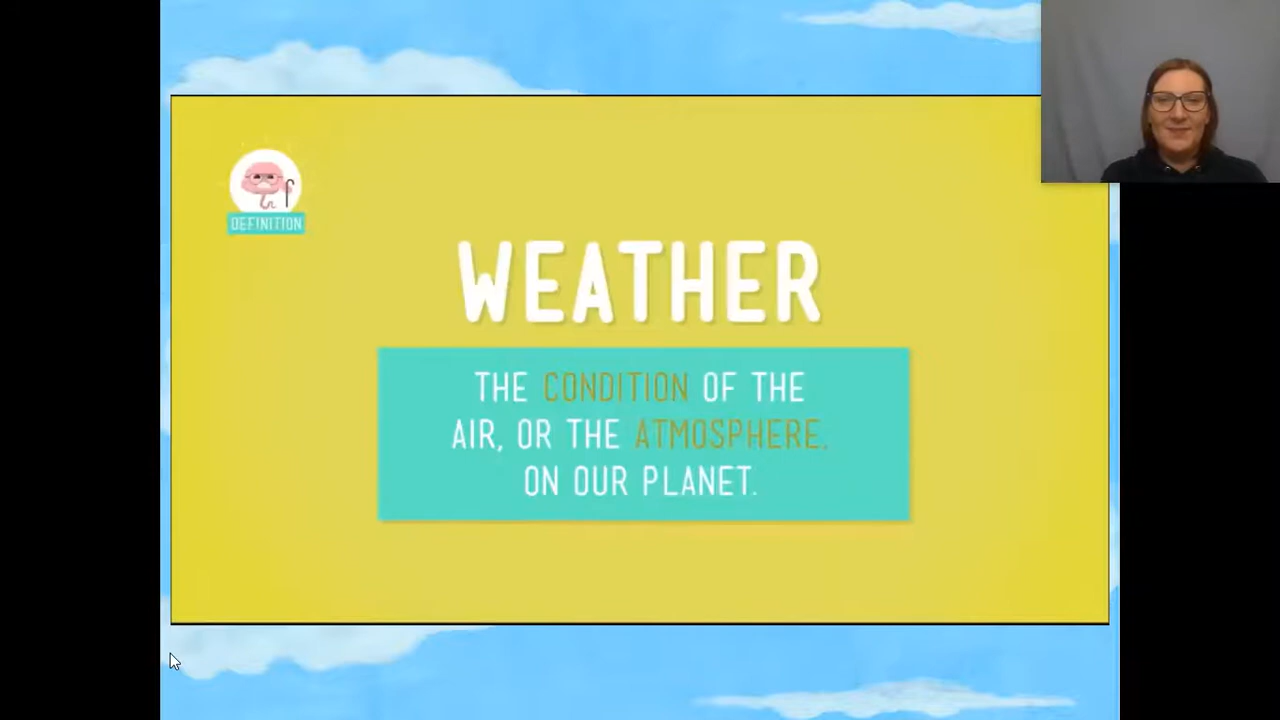 DEFINITION
WEATHER
THE CONDITION OF THE
AIR, OR THE ATMOSPHERE,
ON OUR PLANET.